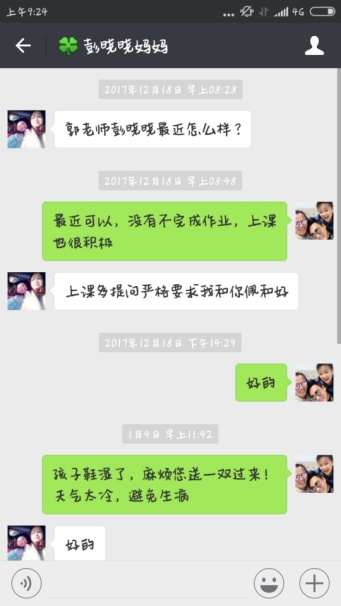 上午9:24
... 4G
彭晓晓妈妈
2017年12月18日 早上08:28
郭老师彭晓晓最近怎么样？
2017年12月18日 早上08:48
最近可以，没有不完成作业，上课
也很积极
上课多提问严格要求我和你佩和好
2017年12月18日 下午14:29
好的
1月4日 早上11:42
孩子鞋湿了，麻烦您送一双过来！
天气太冷，避免生病
好的